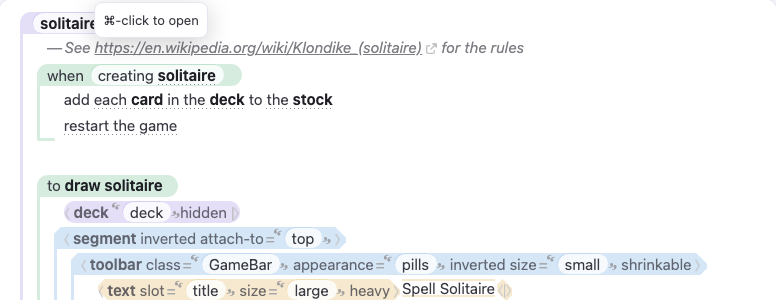 solitaire
⌘-click to open
— See https://en.wikipedia.org/wiki/Klondike_(solitaire) for the rules
when creating solitaire
add each card in the deck to the stock
restart the game
to draw solitaire
⟨deck “deck” hidden⟩
⟨segment inverted attach-to=“top”⟩
⟨toolbar class=“GameBar” appearance=“pills” inverted size=“small” shrinkable⟩
⟨text slot=“title” size=“large” heavy⟩Spell Solitaire⟨⟩